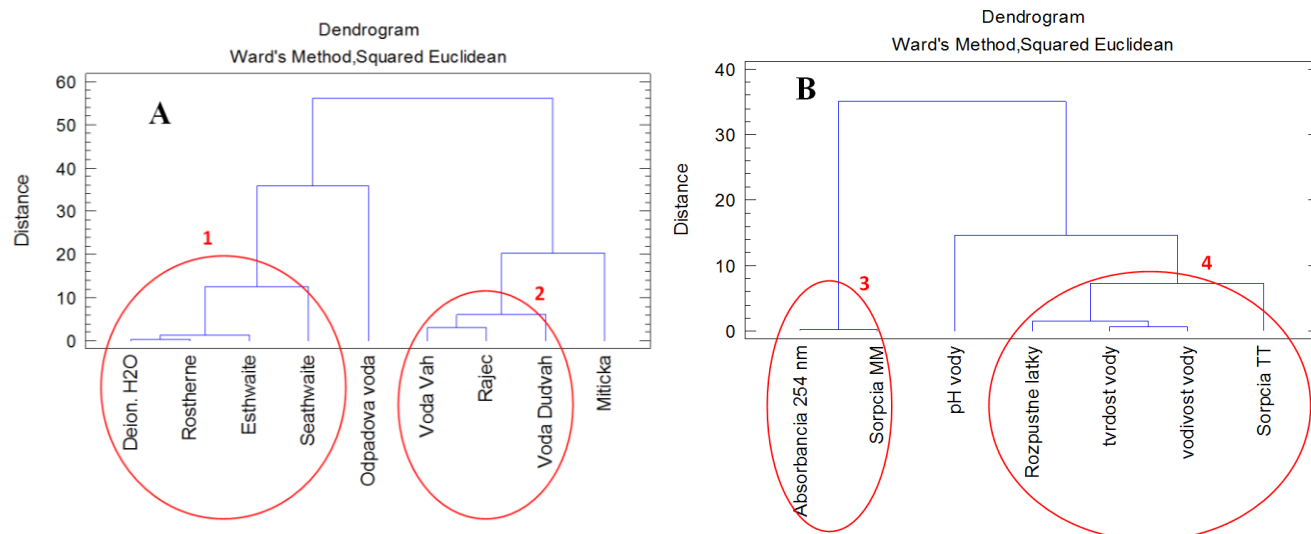 Dendrogram
Ward's Method,Squared Euclidean
A
Distance
60
50
40
30
20
10
0
1
2
Deion. H2O
Rostherne
Esthwaite
Seathwaite
Odpadova voda
Voda Vah
Rajec
Voda Dudvah
Miticka
Dendrogram
Ward's Method,Squared Euclidean
B
Distance
40
30
20
10
0
3
4
Absorbancia 254 nm
Sorpcia MM
pH vody
Rozpustne latky
tvrdost vody
vodivost vody
Sorpcia TT